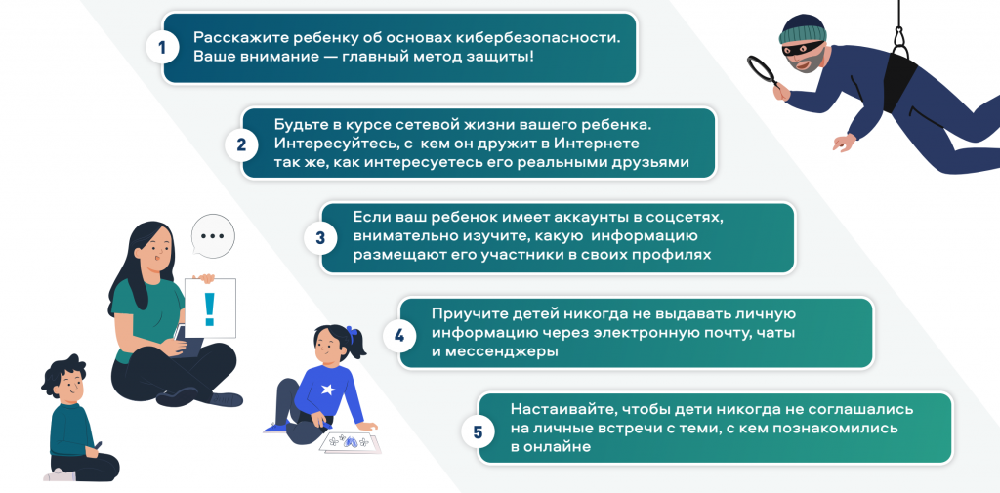 1
Расскажите ребенку об основах кибербезопасности.
Ваше внимание — главный метод защиты!
2
Будьте в курсе сетевой жизни вашего ребенка.
Интересуйтесь, с кем он дружит в Интернете
так же, как интересуетесь его реальными друзьями
3
Если ваш ребенок имеет аккаунты в соцсетях,
внимательно изучите, какую информацию
размещают его участники в своих профилях
4
Приучите детей никогда не выдавать личную
информацию через электронную почту, чаты
и мессенджеры
5
Настаивайте, чтобы дети никогда не соглашались
на личные встречи с теми, с кем познакомились
в онлайне
!